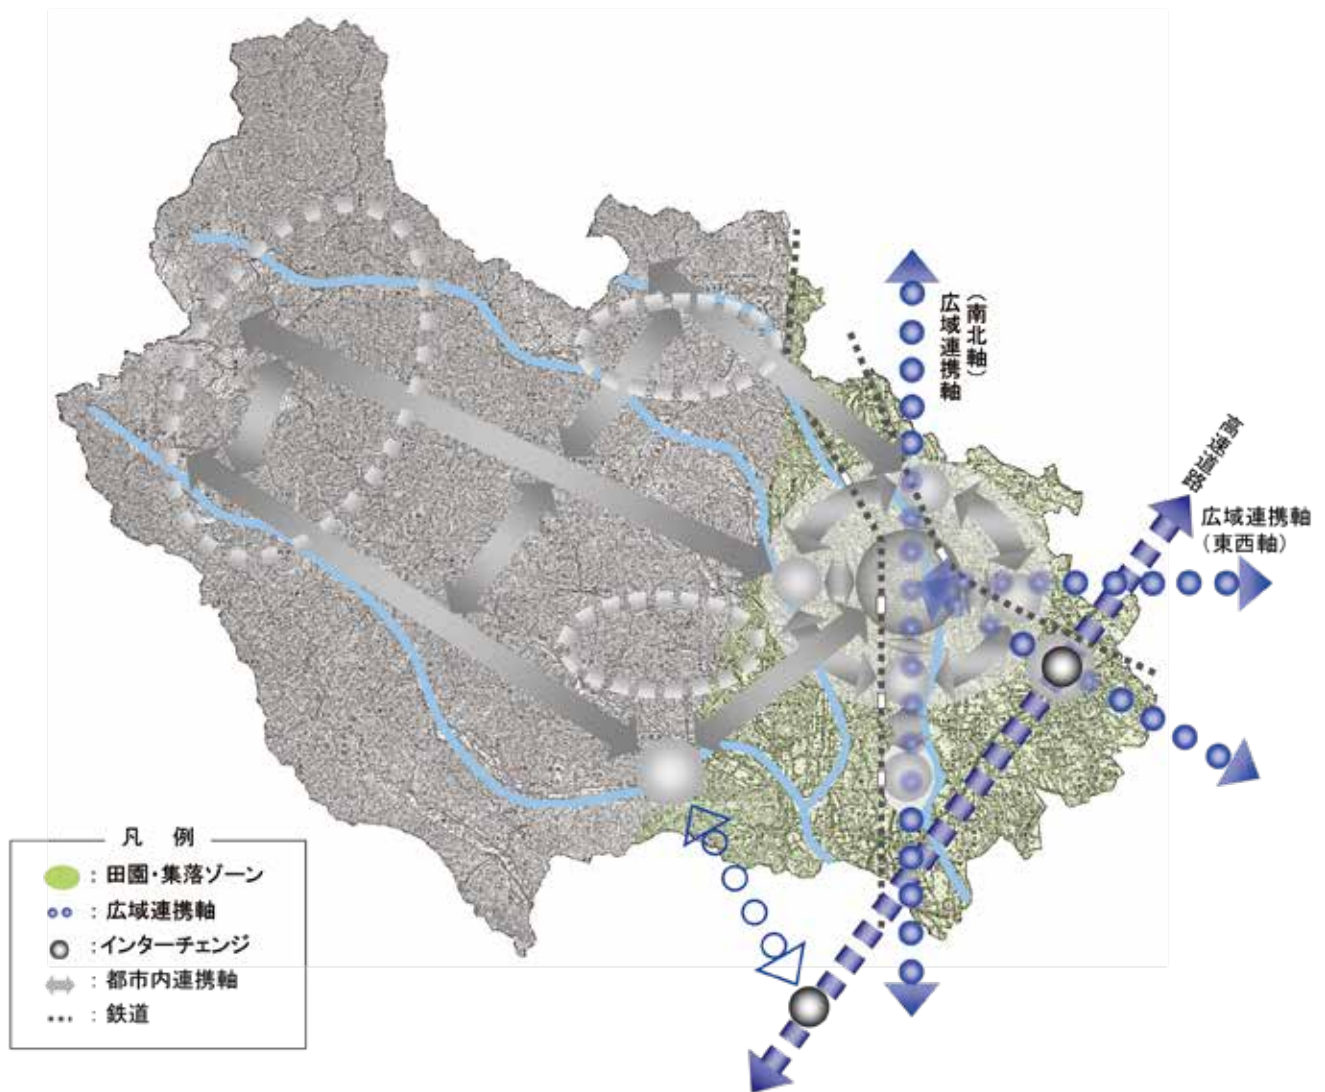 広域連携軸
(南北軸)
高速道路
広域連携軸
(東西軸)
凡 例
: 田園・集落ゾーン
: 広域連携軸
: インターチェンジ
: 都市内連携軸
: 鉄道